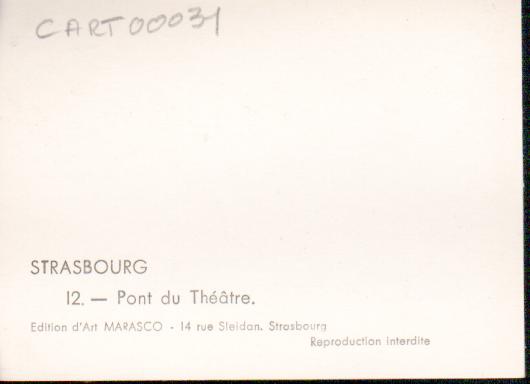 CART00031
STRASBOURG
12. — Pont du Théâtre.
Edition d'Art MARASCO - 14 rue Sleidan. Strasbourg
Reproduction interdite